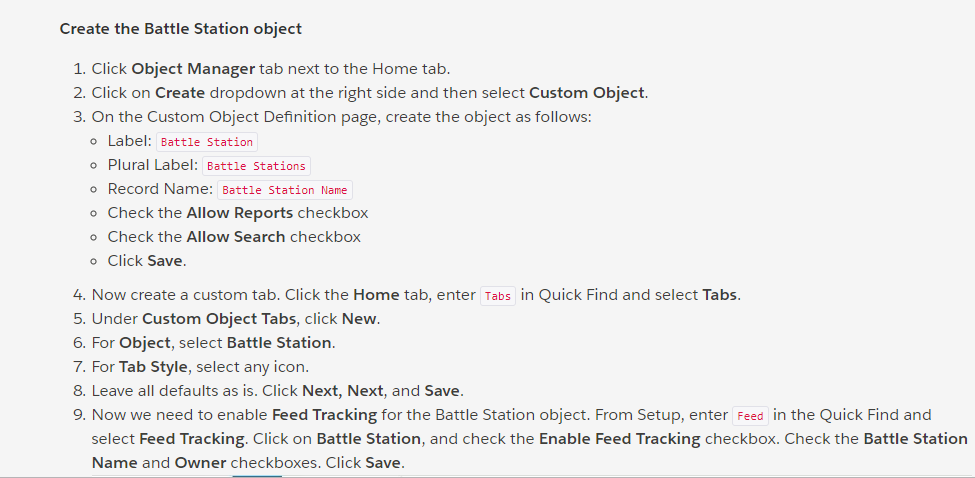 Create the Battle Station object
1. Click Object Manager tab next to the Home tab.
2. Click on Create dropdown at the right side and then select Custom Object.
3. On the Custom Object Definition page, create the object as follows:
Label: Battle Station
Plural Label: Battle Stations
Record Name: Battle Station Name
Check the Allow Reports checkbox
Check the Allow Search checkbox
Click Save.
4. Now create a custom tab. Click the Home tab, enter Tabs in Quick Find and select Tabs.
5. Under Custom Object Tabs, click New.
6. For Object, select Battle Station.
7. For Tab Style, select any icon.
8. Leave all defaults as is. Click Next, Next, and Save.
9. Now we need to enable Feed Tracking for the Battle Station object. From Setup, enter Feed in the Quick Find and
select Feed Tracking. Click on Battle Station, and check the Enable Feed Tracking checkbox. Check the Battle Station
Name and Owner checkboxes. Click Save.